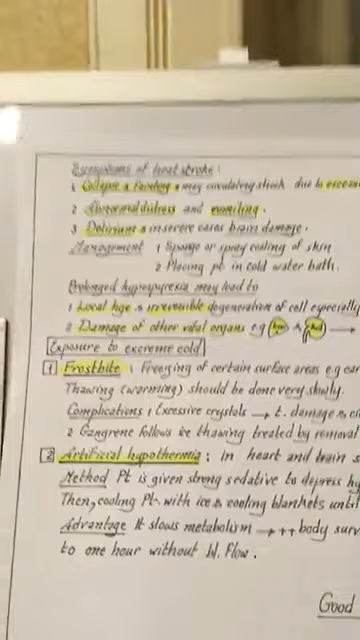 Symptoms of heat stroke :
1 Collapse & Fainting & may circulating shock due to excess
2 Abnormal distress and vomiting.
3 Delirium & in severe cases brain damage.
Management 1 Sponge or spray cooling of skin
2 Placing pt in cold water bath.
Prolonged hyperpyrexia may lead to
1 Local hge & irreversible degeneration of cell especially
2 Damage of other vital organs e.g &
Exposure to excreme cold
1 Frostbite : Freezing of certain surface areas e.g ear
Thawing (warming) should be done very slowly.
Complications 1 Excessive crystals → t. damage &
2 Gangrene follows ice thawing treated by removal
2 Artificial hypothermia : in heart and brain s
Method Pt is given strong sedative to depress hy
Then, cooling Pt. with ice & cooling blankets until
Advantage It slows metabolism → ++ body surv
to one hour without bl. Flow .
Good